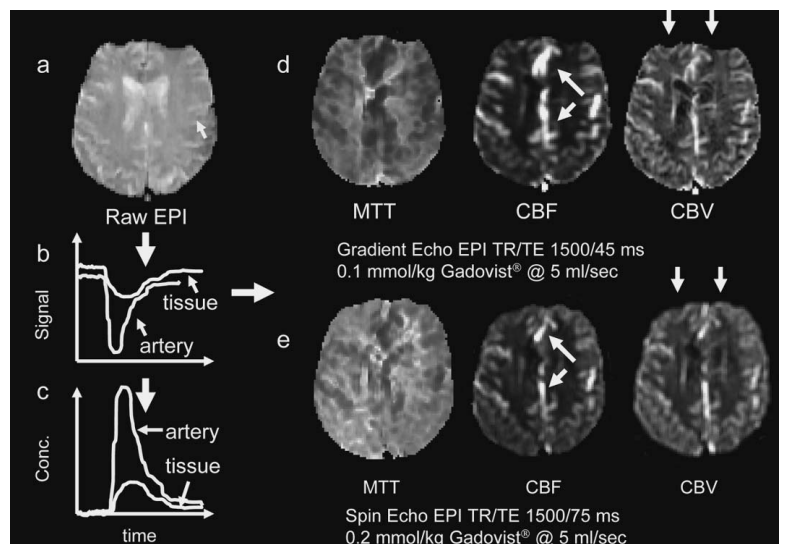 a
d
Raw EPI
MTT
CBF
CBV
b
Signal
tissue
artery
Gradient Echo EPI TR/TE 1500/45 ms
0.1 mmol/kg Gadovist® @ 5 ml/sec
c
Conc.
artery
tissue
time
e
MTT
CBF
CBV
Spin Echo EPI TR/TE 1500/75 ms
0.2 mmol/kg Gadovist® @ 5 ml/sec